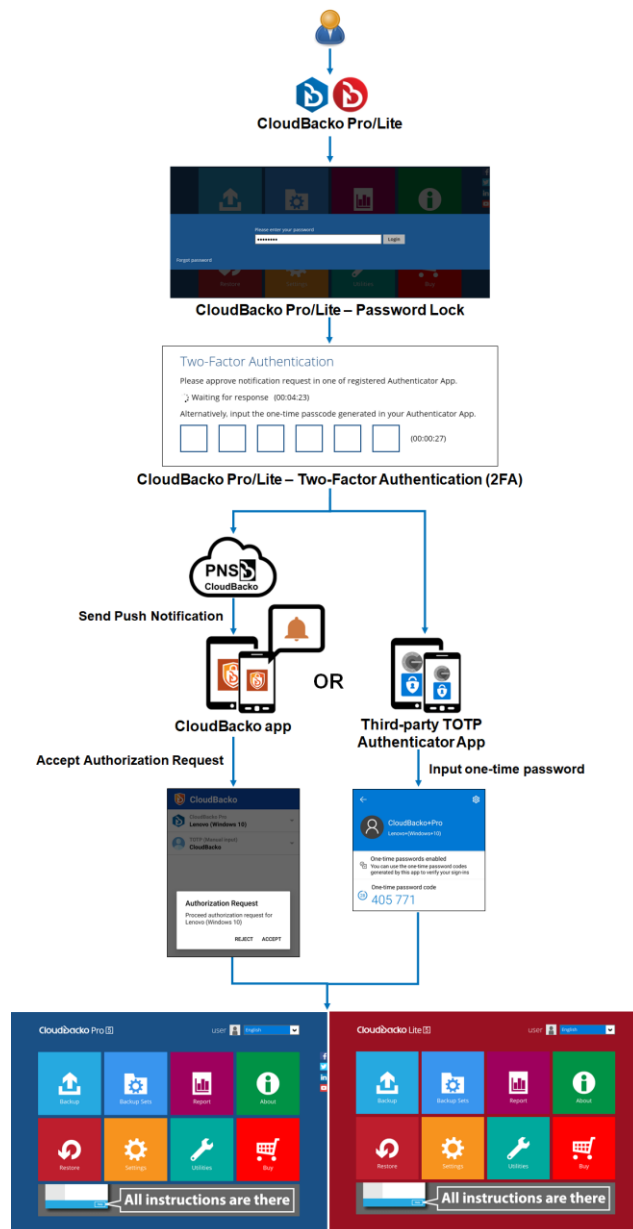 CloudBacko Pro/Lite
Please enter your password
Login
Forgot password
Restore
Settings
Utilities
Buy
CloudBacko Pro/Lite – Password Lock
Two-Factor Authentication
Please approve notification request in one of registered Authenticator App.
Waiting for response (00:04:23)
Alternatively, input the one-time passcode generated in your Authenticator App.
(00:00:27)
CloudBacko Pro/Lite – Two-Factor Authentication (2FA)
PNS
CloudBacko
Send Push Notification
OR
CloudBacko app
Third-party TOTP
Authenticator App
Accept Authorization Request
Input one-time password
CloudBacko
CloudBacko Pro
Lenovo (Windows 10)
TOTP (Manual input)
CloudBacko
Authorization Request
Proceed authorization request for
Lenovo (Windows 10)
REJECT ACCEPT
CloudBacko+Pro
Lenovo+(Windows+10)
One-time passwords enabled
You can use the one-time password codes
generated by this app to verify your sign-ins
One-time password code
405 771
CloudBacko Pro 5
user English
Backup Backup Sets Report About
Restore Settings Utilities Buy
All instructions are there
CloudBacko Lite 5
user English
Backup Backup Sets Report About
Restore Settings Utilities Buy
All instructions are there